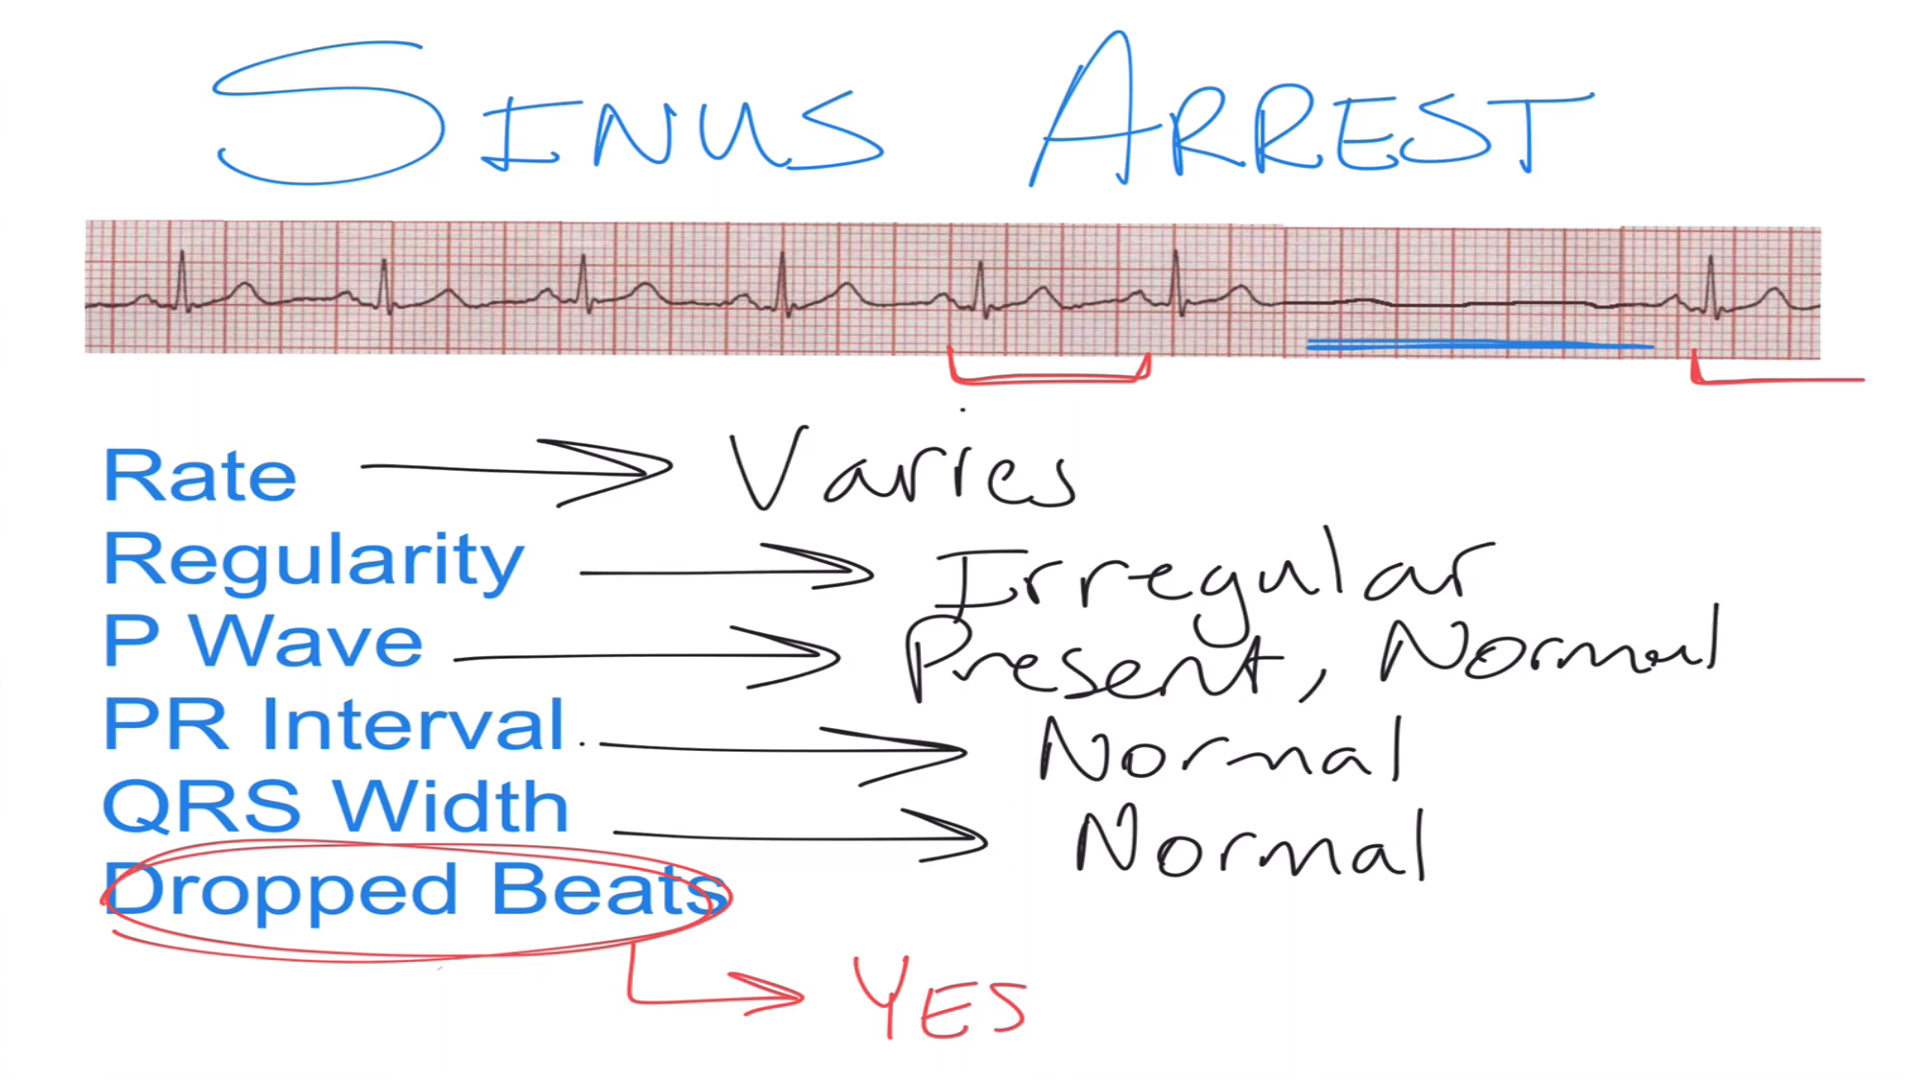 SINUS ARREST
Rate → Varies
Regularity → Irregular
P Wave → Present, Normal
PR Interval → Normal
QRS Width → Normal
Dropped Beats
YES